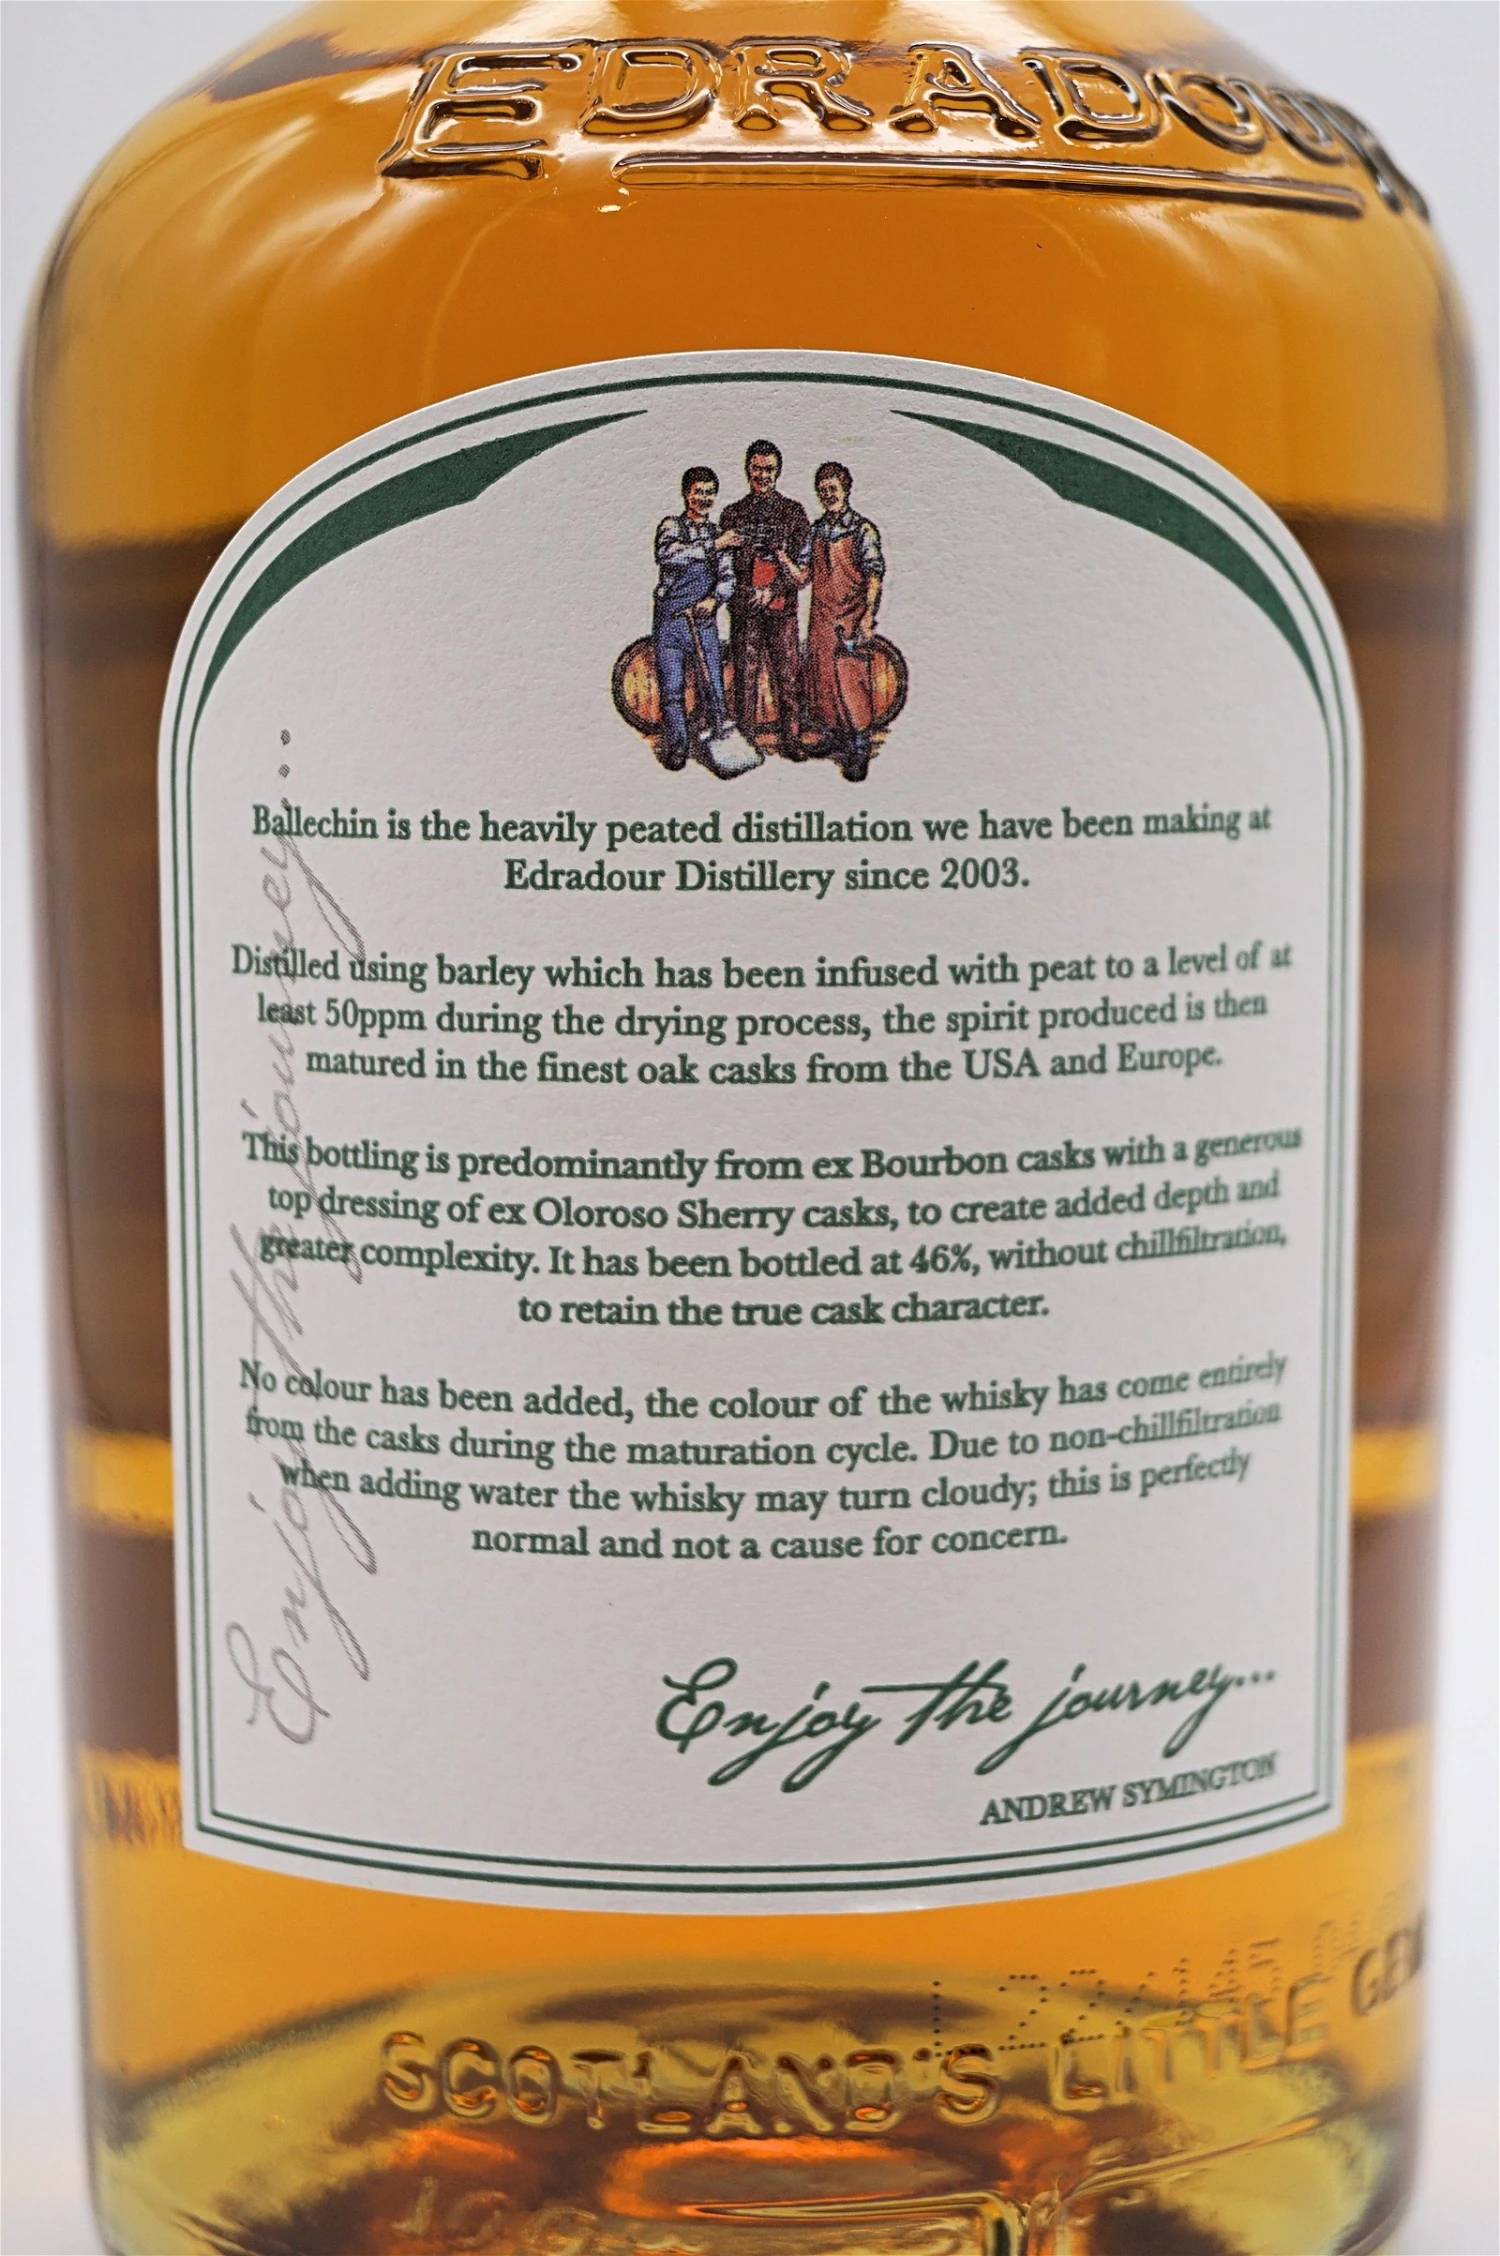 EDRADOUR
Ballechin is the heavily peated distillation we have been making at
Edradour Distillery since 2003.
Distilled using barley which has been infused with peat to a level of at
least 50ppm during the drying process, the spirit produced is then
matured in the finest oak casks from the USA and Europe.
This bottling is predominantly from ex Bourbon casks with a generous
top dressing of ex Oloroso Sherry casks, to create added depth and
greater complexity. It has been bottled at 46%, without chillfiltration,
to retain the true cask character.
No colour has been added, the colour of the whisky has come entirely
from the casks during the maturation cycle. Due to non-chillfiltration
when adding water the whisky may turn cloudy; this is perfectly
normal and not a cause for concern.
Enjoy the journey...
Enjoy the journey...
ANDREW SYMINGTON
SCOTLAND'S LITTLE